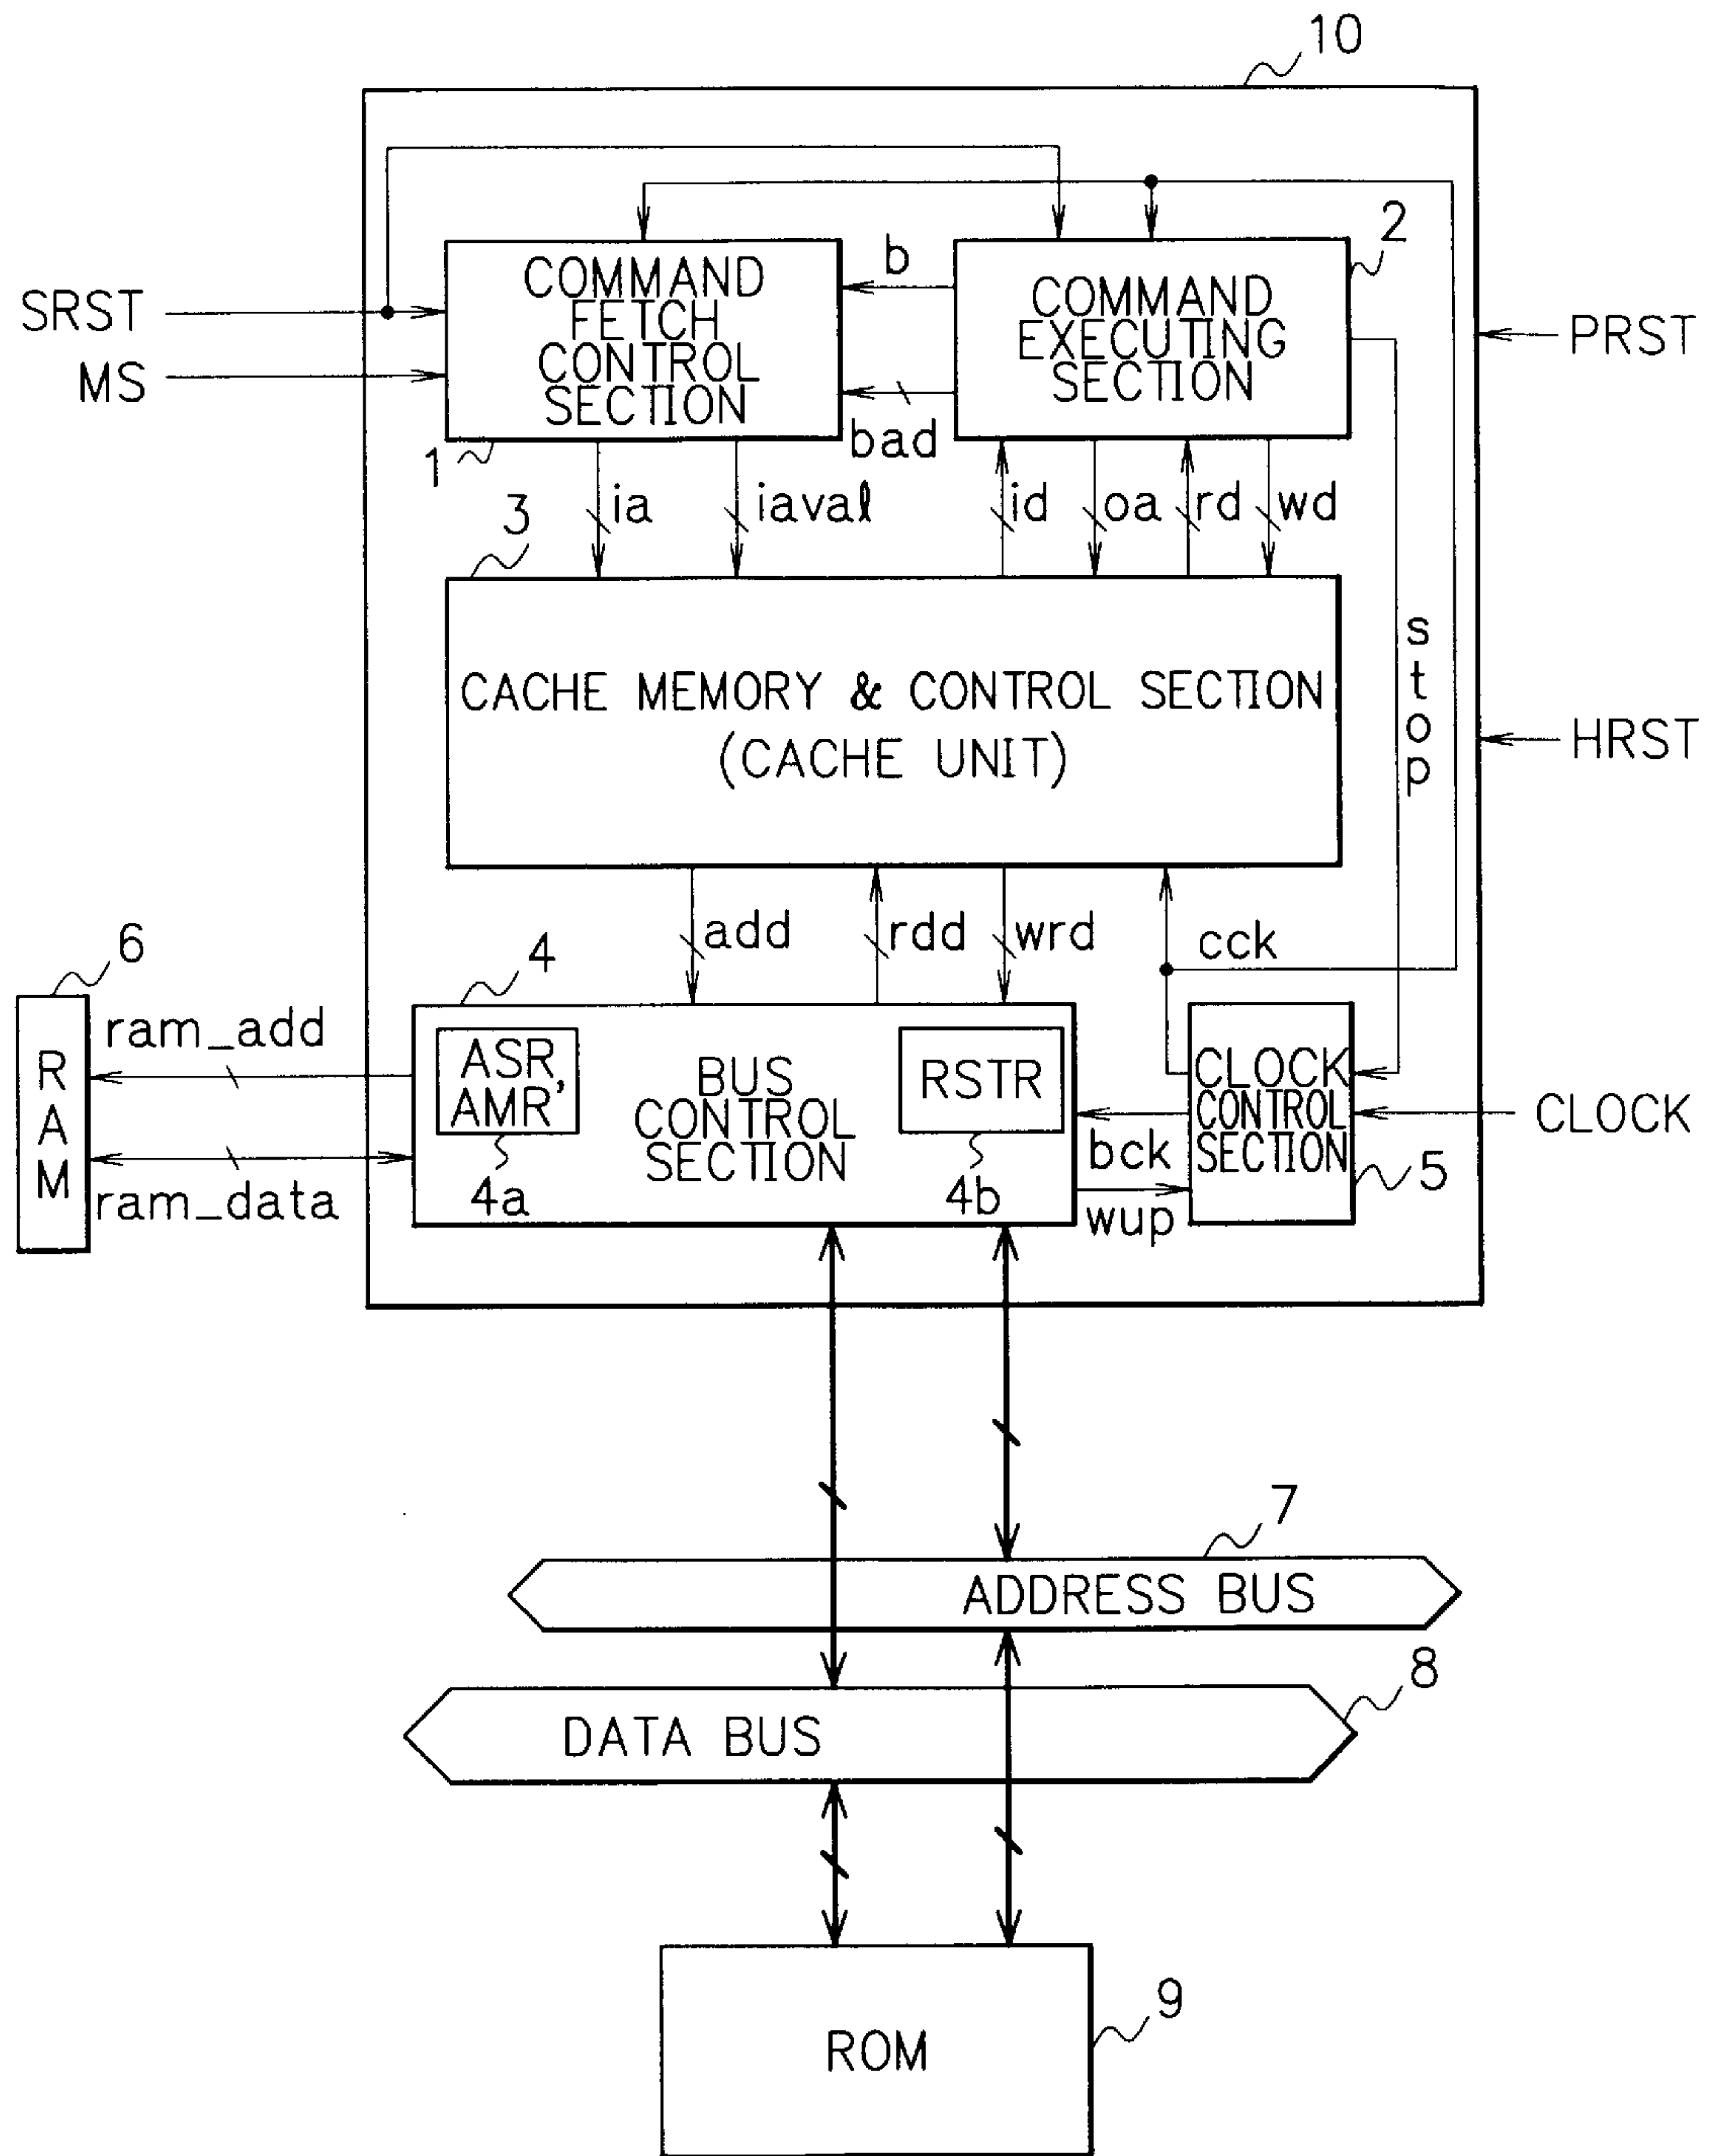 10
SRST
MS
COMMAND
FETCH
CONTROL
SECTION
1
b
bad
COMMAND
EXECUTING
SECTION
2
PRST
HRST
ia
iaval
id
oa
rd
wd
3
stop
CACHE MEMORY & CONTROL SECTION
(CACHE UNIT)
add
rdd
wrd
cck
6
RAM
ram_add
ram_data
4
ASR,
AMR
4a
BUS
CONTROL
SECTION
RSTR
4b
bck
wup
CLOCK
CONTROL
SECTION
5
CLOCK
7
ADDRESS BUS
8
DATA BUS
ROM
9